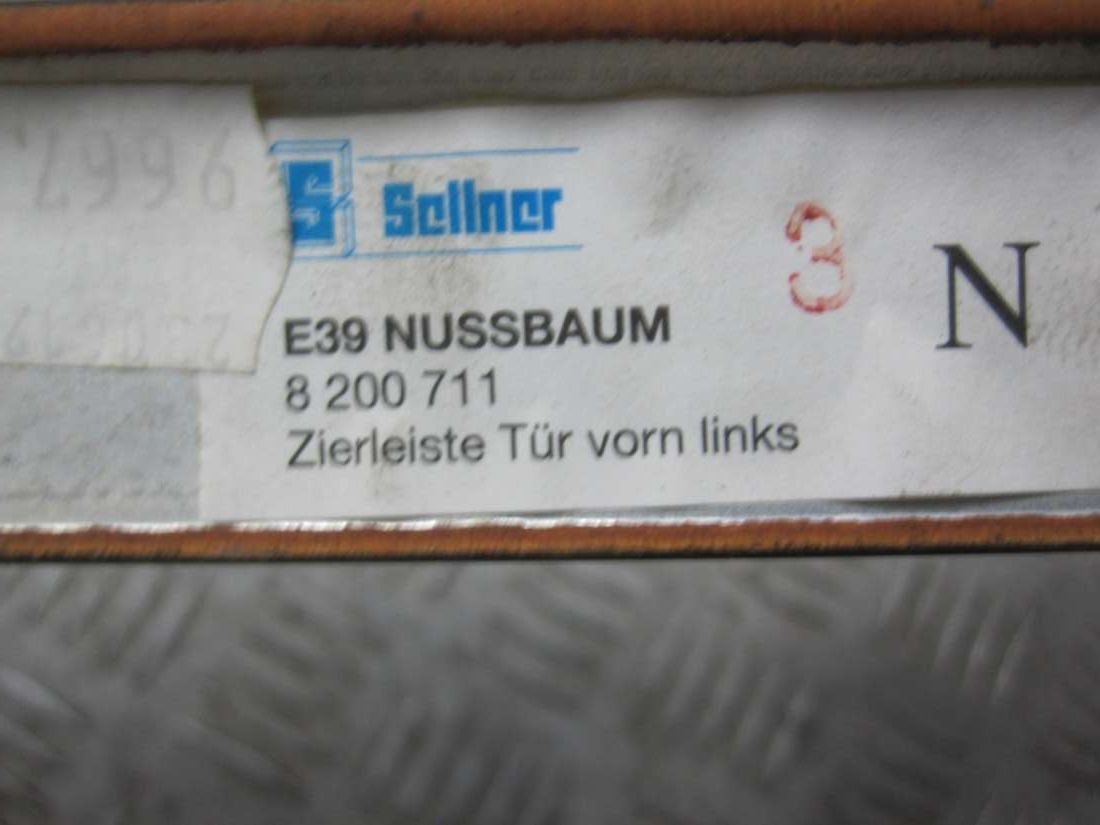 Sellner
3
N
E39 NUSSBAUM
8 200 711
Zierleiste Tür vorn links